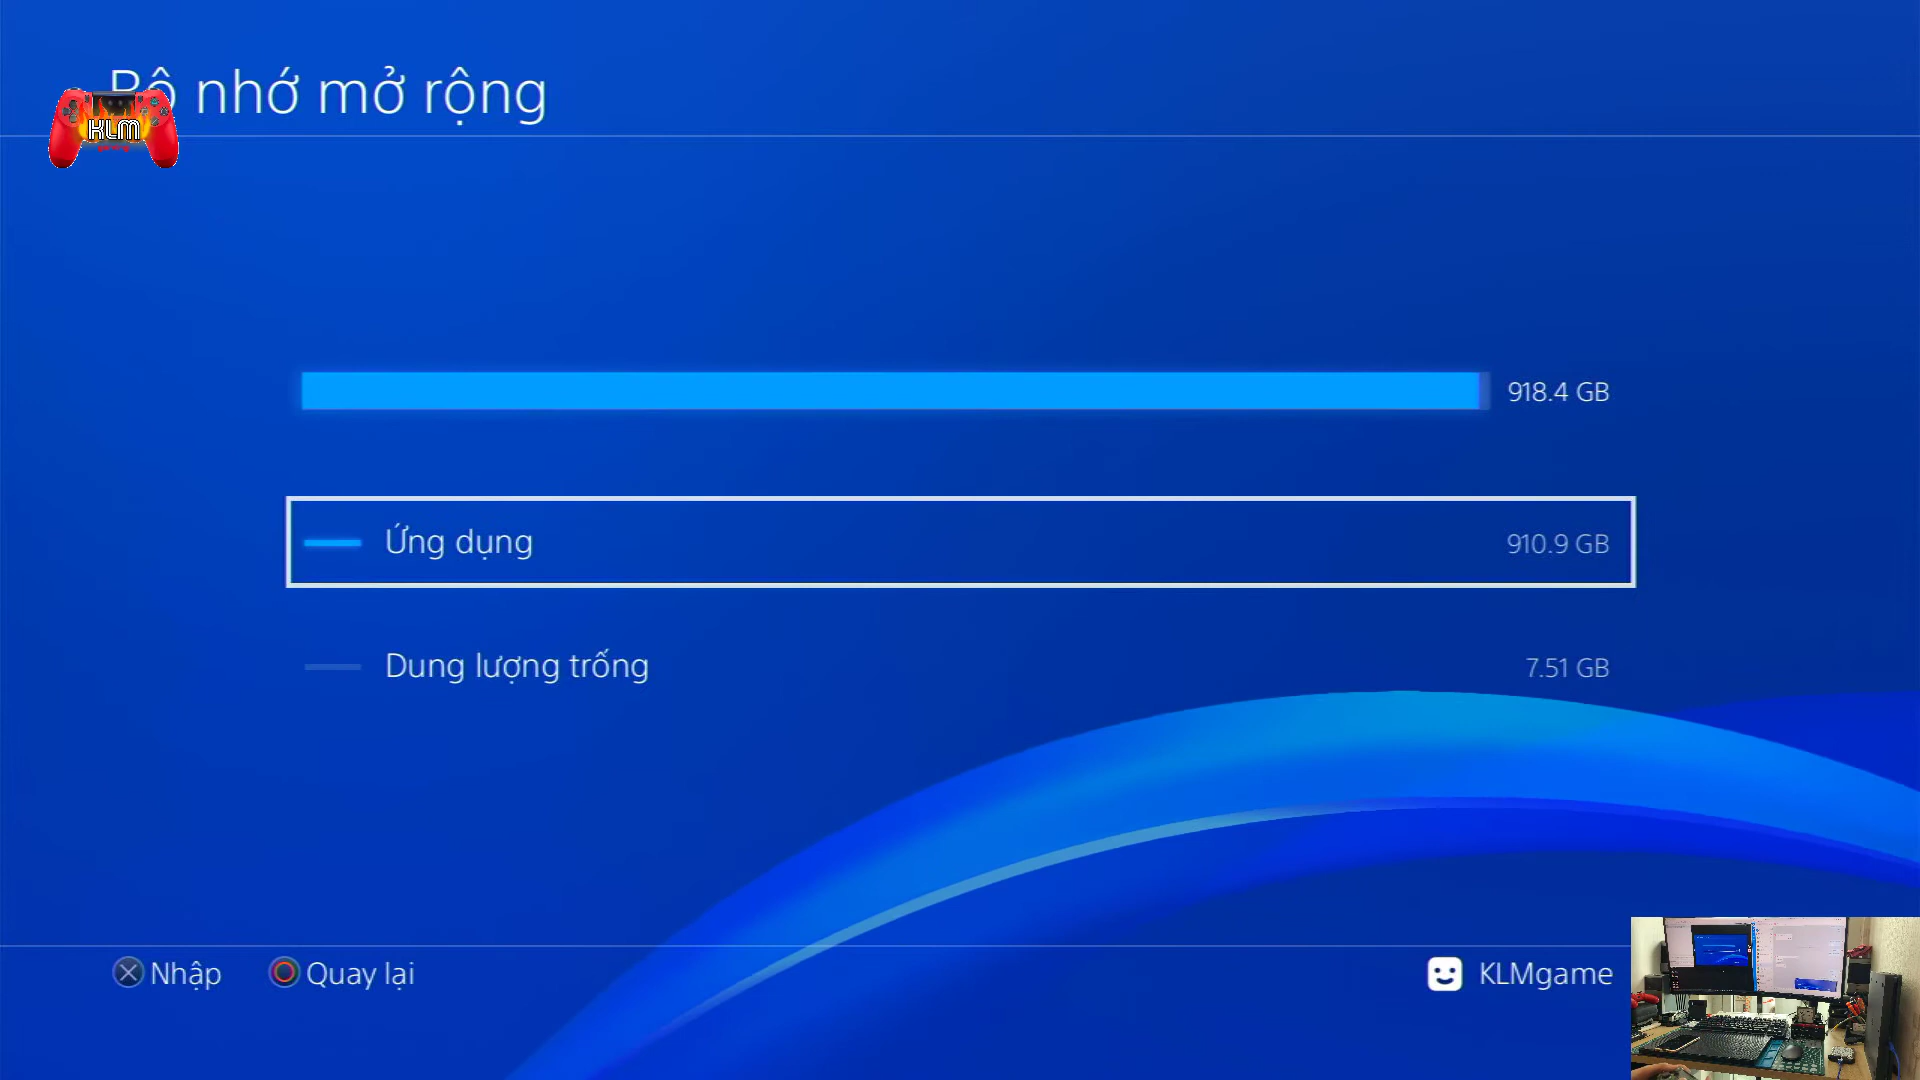 Bộ nhớ mở rộng
KLM
918.4 GB
Ứng dụng 910.9 GB
Dung lượng trống 7.51 GB
Nhập Quay lại KLMgame